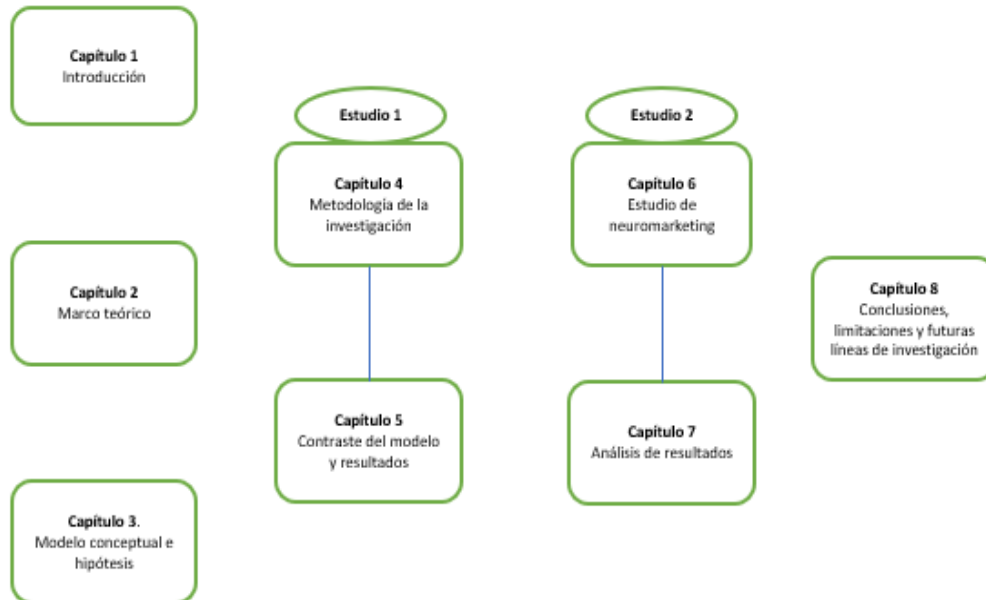 Capítulo 1
Introducción
Capítulo 2
Marco teórico
Capítulo 3.
Modelo conceptual e
hipótesis
Estudio 1
Capítulo 4
Metodología de la
investigación
Capítulo 5
Contraste del modelo
y resultados
Estudio 2
Capítulo 6
Estudio de
neuromarketing
Capítulo 7
Análisis de resultados
Capítulo 8
Conclusiones,
limitaciones y futuras
líneas de investigación